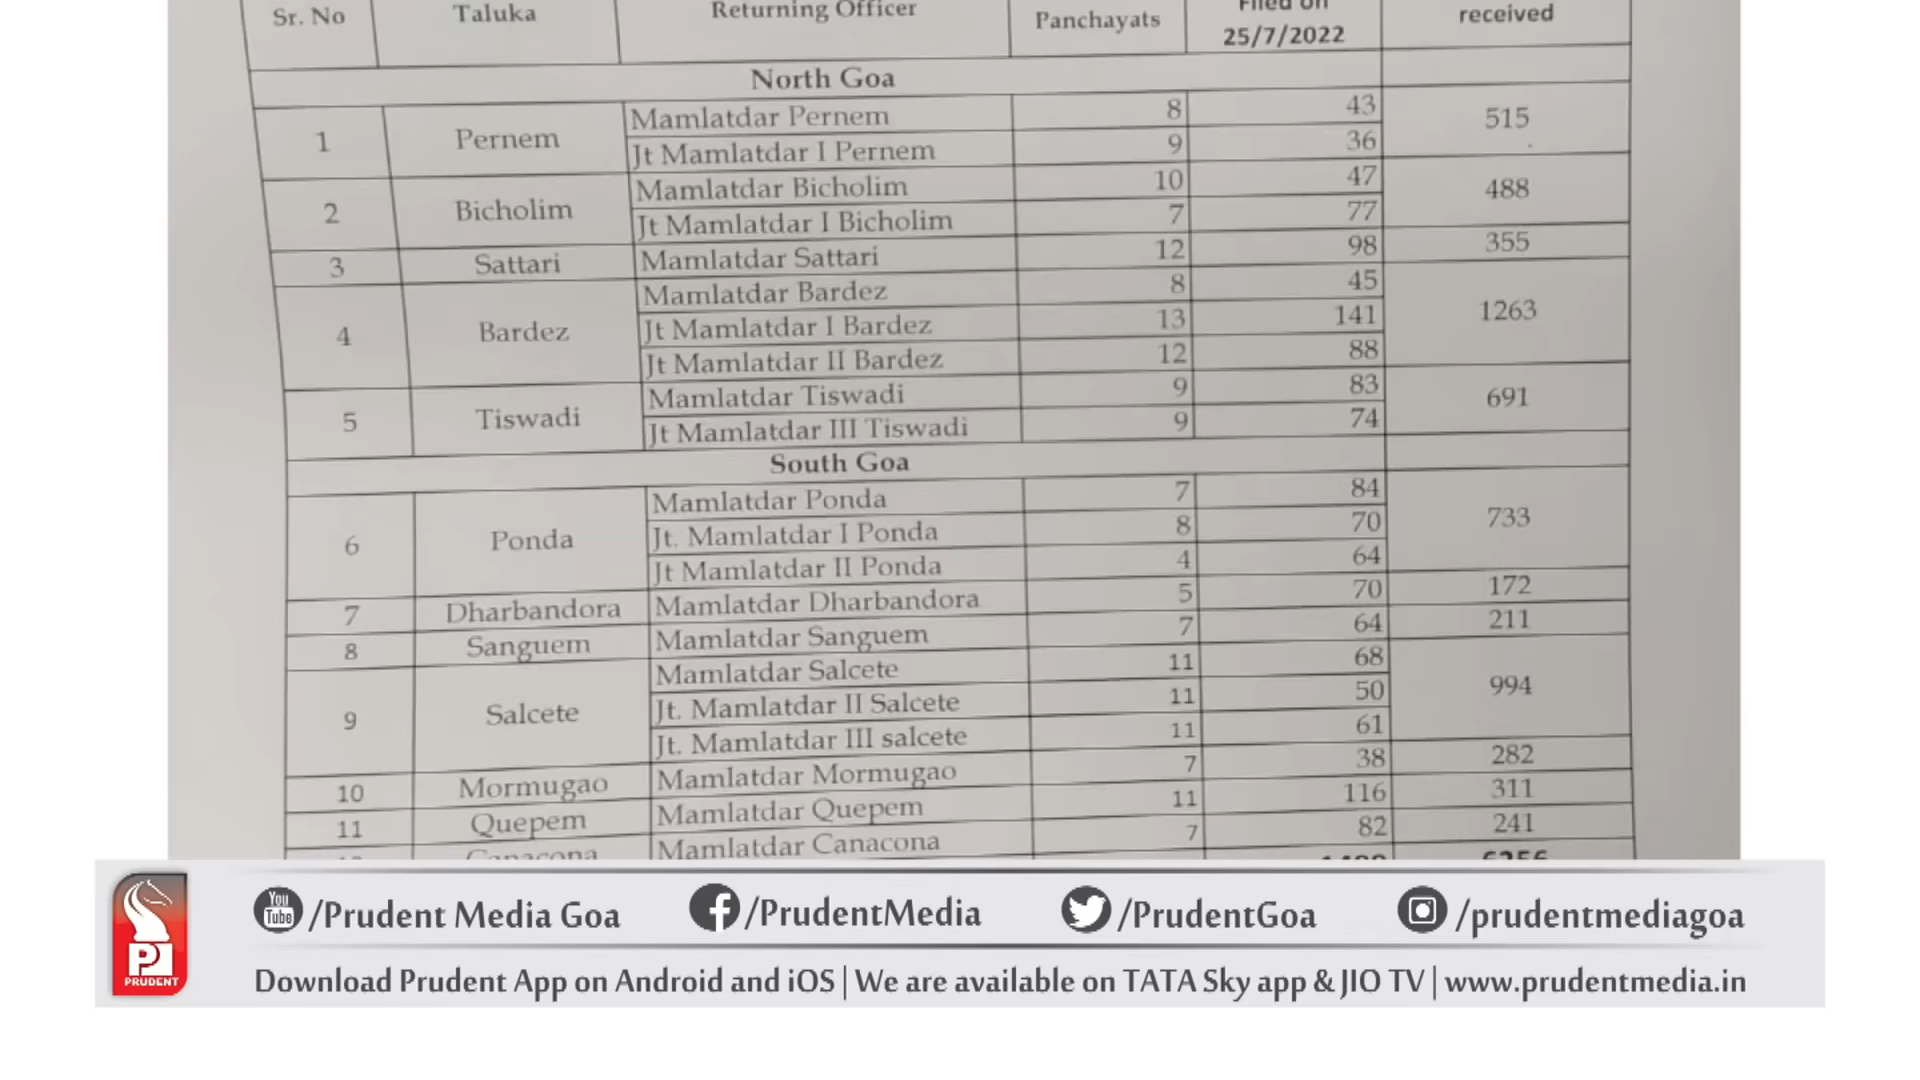 Sr. No Taluka Returning Officer Panchayats Filed on 25/7/2022 received
North Goa
1 Pernem Mamlatdar Pernem 8 43 515
Jt Mamlatdar I Pernem 9 36
2 Bicholim Mamlatdar Bicholim 10 47 488
Jt Mamlatdar I Bicholim 7 77
3 Sattari Mamlatdar Sattari 12 98 355
4 Bardez Mamlatdar Bardez 8 45 1263
Jt Mamlatdar I Bardez 13 141
Jt Mamlatdar II Bardez 12 88
5 Tiswadi Mamlatdar Tiswadi 9 83 691
Jt Mamlatdar III Tiswadi 9 74
South Goa
6 Ponda Mamlatdar Ponda 7 84 733
Jt. Mamlatdar I Ponda 8 70
Jt Mamlatdar II Ponda 4 64
7 Dharbandora Mamlatdar Dharbandora 5 70 172
8 Sanguem Mamlatdar Sanguem 7 64 211
9 Salcete Mamlatdar Salcete 11 68 994
Jt. Mamlatdar II Salcete 11 50
Jt. Mamlatdar III salcete 11 61
10 Mormugao Mamlatdar Mormugao 7 38 282
11 Quepem Mamlatdar Quepem 11 116 311
Canacona Mamlatdar Canacona 7 82 241
You Tube /Prudent Media Goa /PrudentMedia /PrudentGoa /prudentmediagoa
PRUDENT
Download Prudent App on Android and iOS | We are available on TATA Sky app & JIO TV | www.prudentmedia.in